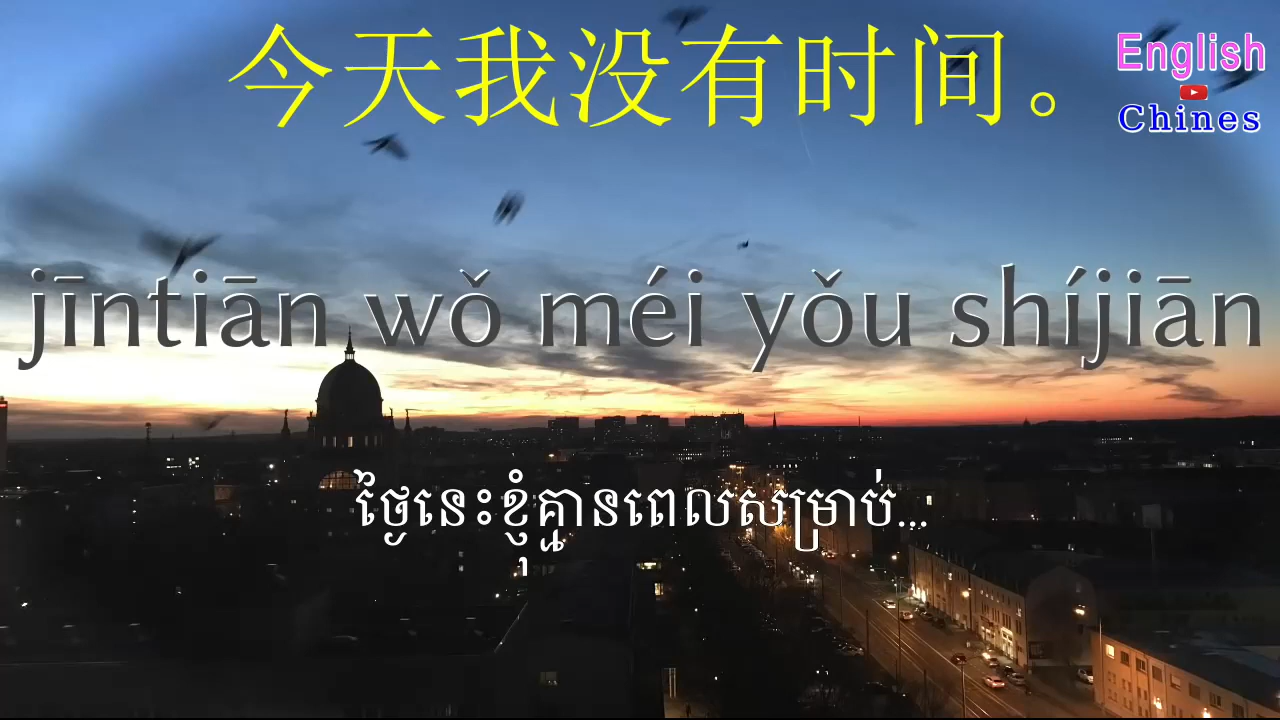 今天我没有时间。
English
Chines
jīntiān wǒ méi yǒu shíjiān
ថ្ងៃនេះខ្ញុំគ្មានពេលសម្រាប់...